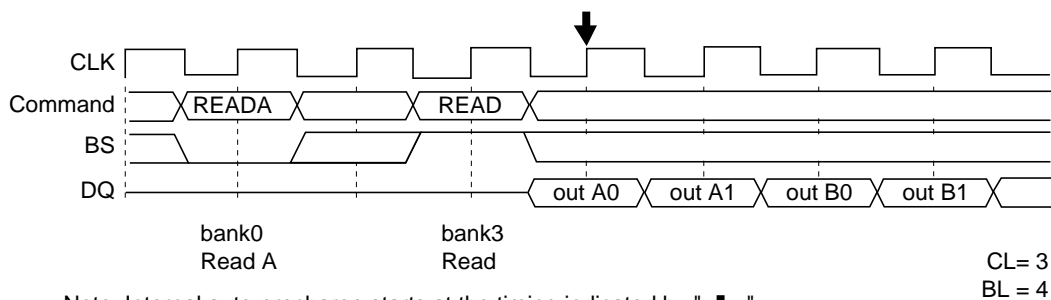 CLK
Command
READA
READ
BS
DQ
out A0
out A1
out B0
out B1
bank0
Read A
bank3
Read
CL= 3
BL = 4